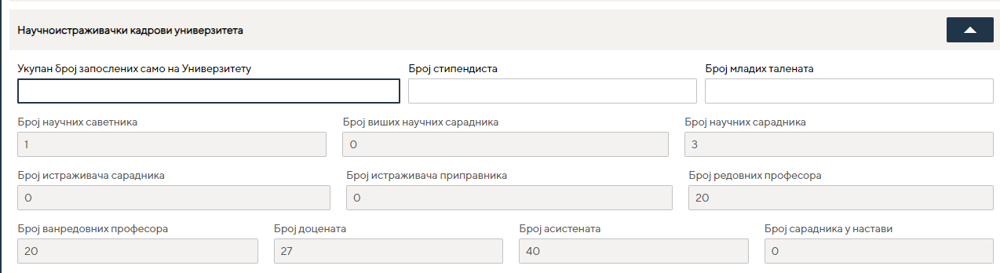 Научноистраживачки кадрови универзитета
Укупан број запослених само на Универзитету Број стипендиста Број младих талената
Број научних саветника Број виших научних сарадника Број научних сарадника
1 0 3
Број истраживача сарадника Број истраживача приправника Број редовних професора
0 0 20
Број ванредовних професора Број доцената Број асистената Број сарадника у настави
20 27 40 0